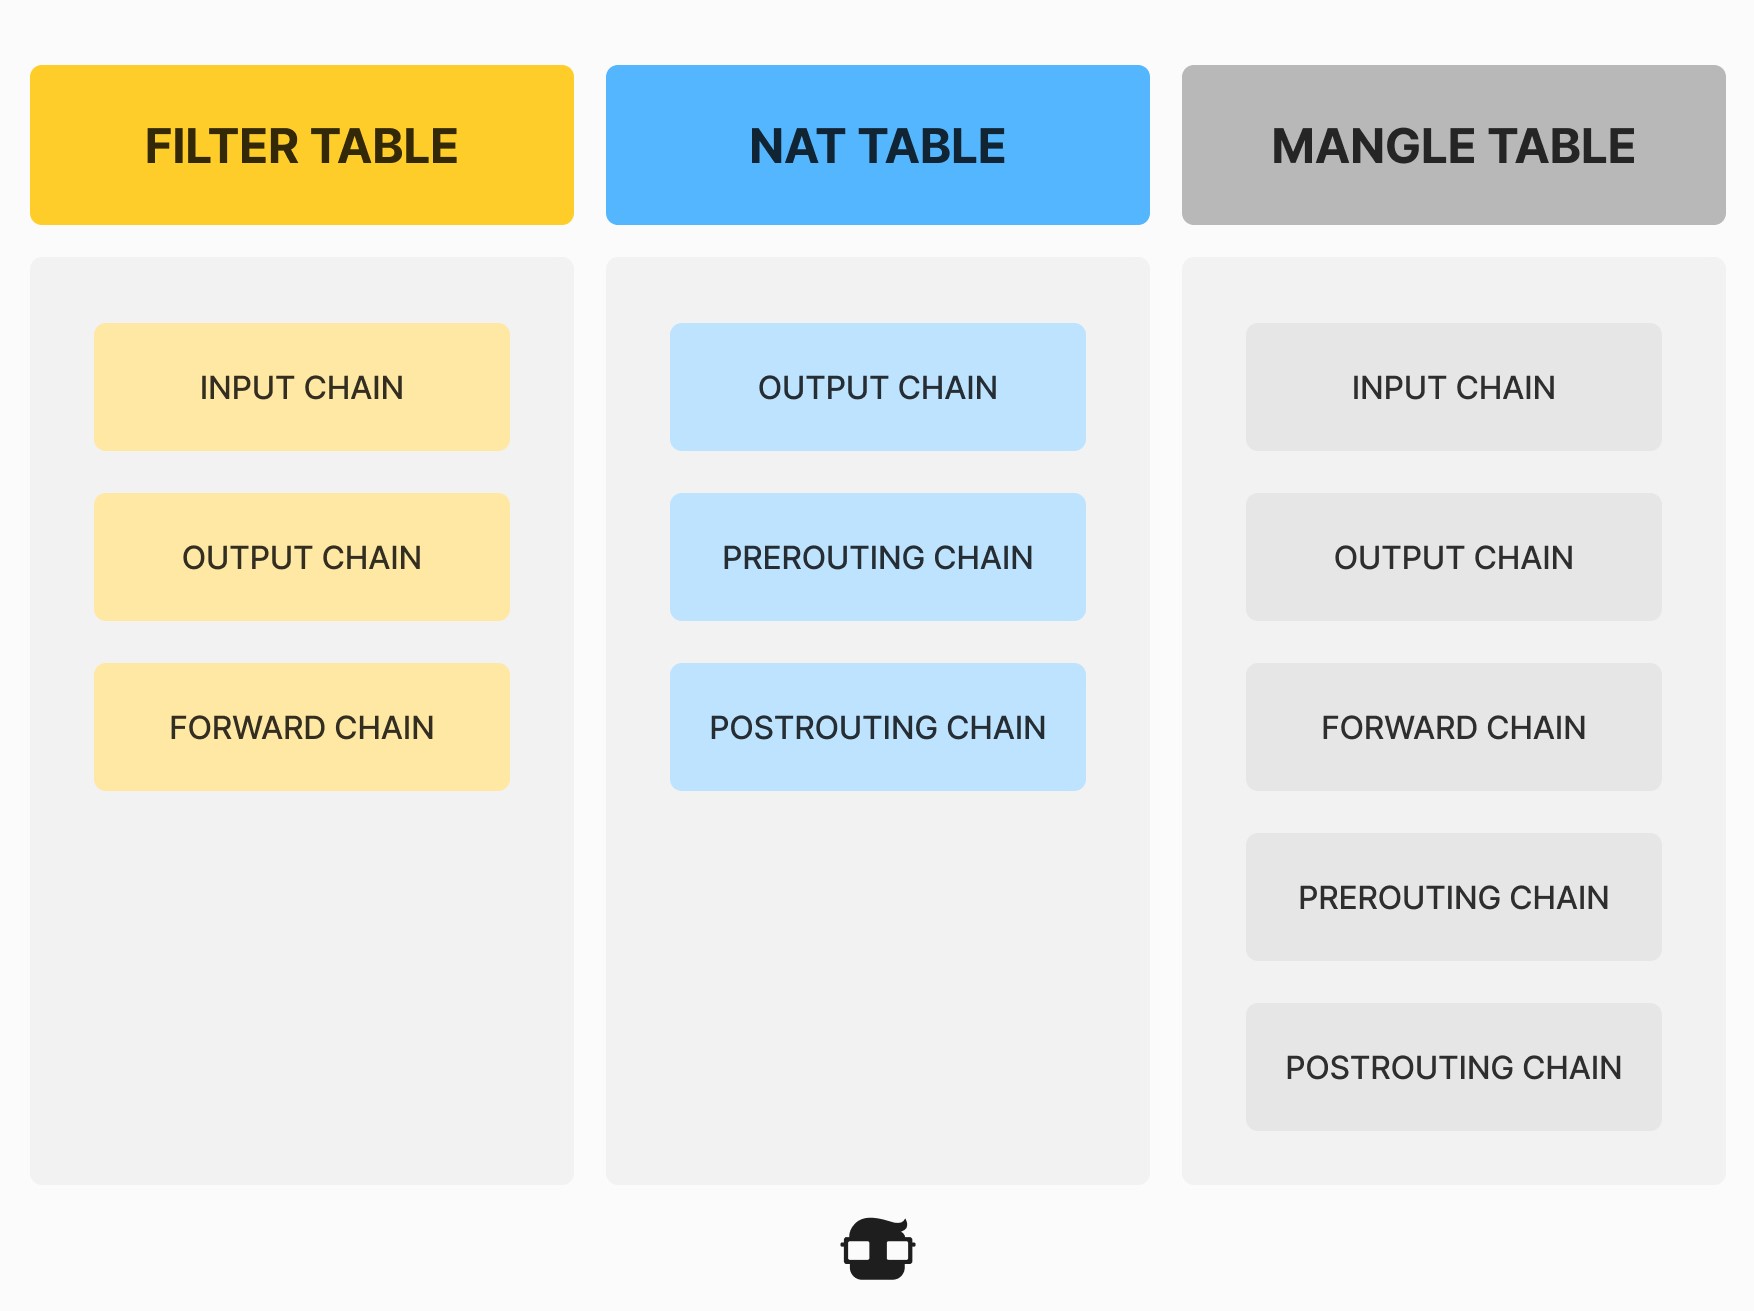 FILTER TABLE
INPUT CHAIN
OUTPUT CHAIN
FORWARD CHAIN
NAT TABLE
OUTPUT CHAIN
PREROUTING CHAIN
POSTROUTING CHAIN
MANGLE TABLE
INPUT CHAIN
OUTPUT CHAIN
FORWARD CHAIN
PREROUTING CHAIN
POSTROUTING CHAIN